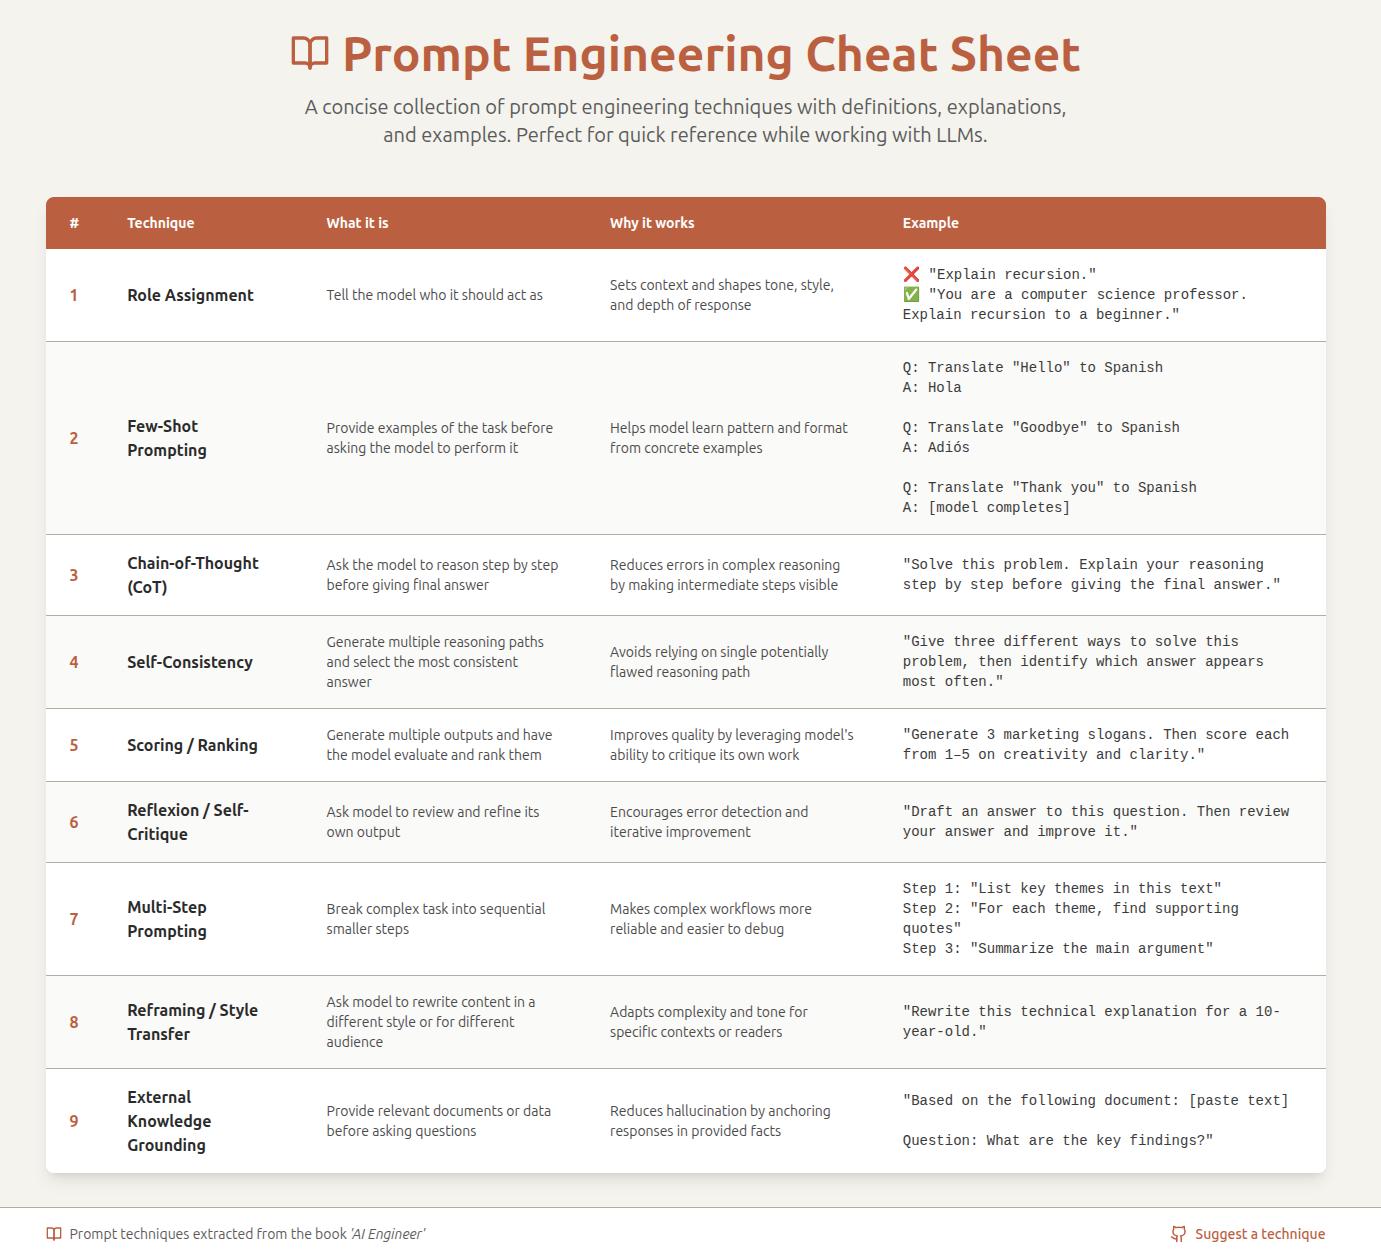 Prompt Engineering Cheat Sheet
A concise collection of prompt engineering techniques with definitions, explanations,
and examples. Perfect for quick reference while working with LLMs.
# Technique What it is Why it works Example
1
Role Assignment
Tell the model who it should act as
Sets context and shapes tone, style,
and depth of response
❌ "Explain recursion."
✅ "You are a computer science professor.
Explain recursion to a beginner."
2
Few-Shot
Prompting
Provide examples of the task before
asking the model to perform it
Helps model learn pattern and format
from concrete examples
Q: Translate "Hello" to Spanish
A: Hola
Q: Translate "Goodbye" to Spanish
A: Adiós
Q: Translate "Thank you" to Spanish
A: [model completes]
3
Chain-of-Thought
(CoT)
Ask the model to reason step by step
before giving final answer
Reduces errors in complex reasoning
by making intermediate steps visible
"Solve this problem. Explain your reasoning
step by step before giving the final answer."
4
Self-Consistency
Generate multiple reasoning paths
and select the most consistent
answer
Avoids relying on single potentially
flawed reasoning path
"Give three different ways to solve this
problem, then identify which answer appears
most often."
5
Scoring / Ranking
Generate multiple outputs and have
the model evaluate and rank them
Improves quality by leveraging model's
ability to critique its own work
"Generate 3 marketing slogans. Then score each
from 1–5 on creativity and clarity."
6
Reflexion / Self-
Critique
Ask model to review and refine its
own output
Encourages error detection and
iterative improvement
"Draft an answer to this question. Then review
your answer and improve it."
7
Multi-Step
Prompting
Break complex task into sequential
smaller steps
Makes complex workflows more
reliable and easier to debug
Step 1: "List key themes in this text"
Step 2: "For each theme, find supporting
quotes"
Step 3: "Summarize the main argument"
8
Reframing / Style
Transfer
Ask model to rewrite content in a
different style or for different
audience
Adapts complexity and tone for
specific contexts or readers
"Rewrite this technical explanation for a 10-
year-old."
9
External
Knowledge
Grounding
Provide relevant documents or data
before asking questions
Reduces hallucination by anchoring
responses in provided facts
"Based on the following document: [paste text]
Question: What are the key findings?"
Prompt techniques extracted from the book 'AI Engineer'
Suggest a technique